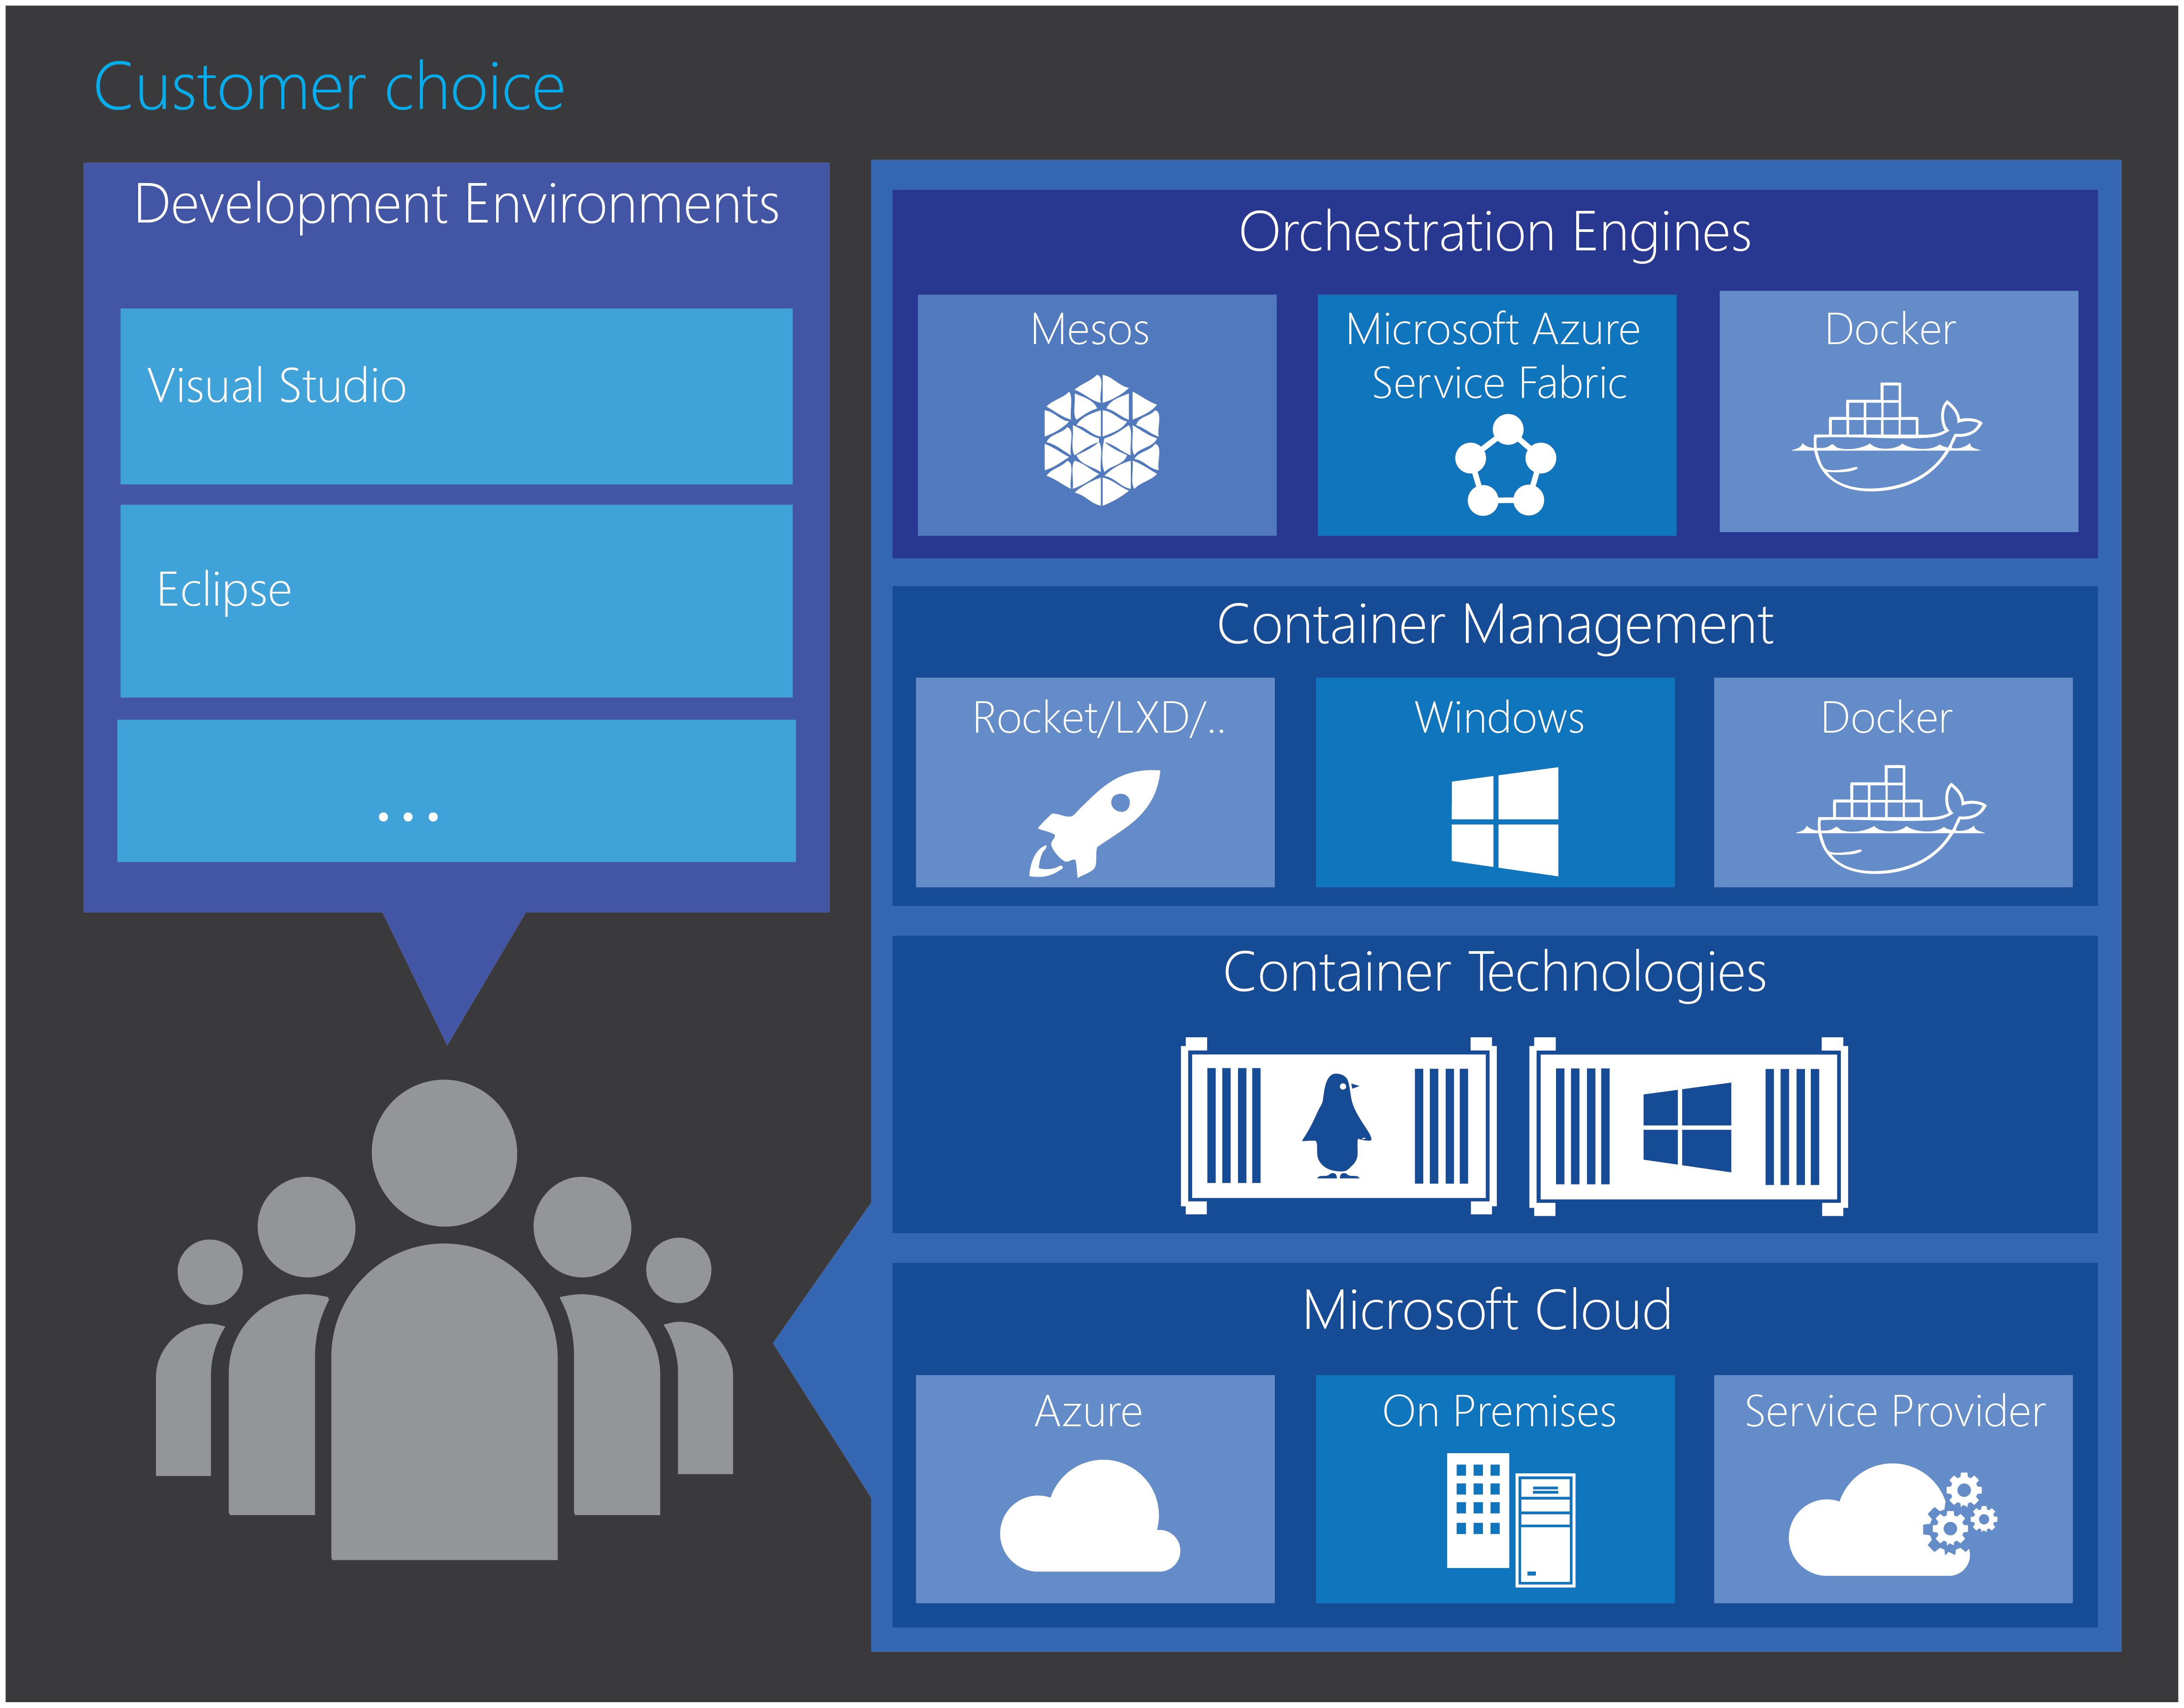 Customer choice
Development Environments
Visual Studio
Eclipse
...
Orchestration Engines
Mesos
Microsoft Azure
Service Fabric
Docker
Container Management
Rocket/LXD/..
Windows
Docker
Container Technologies
Microsoft Cloud
Azure
On Premises
Service Provider